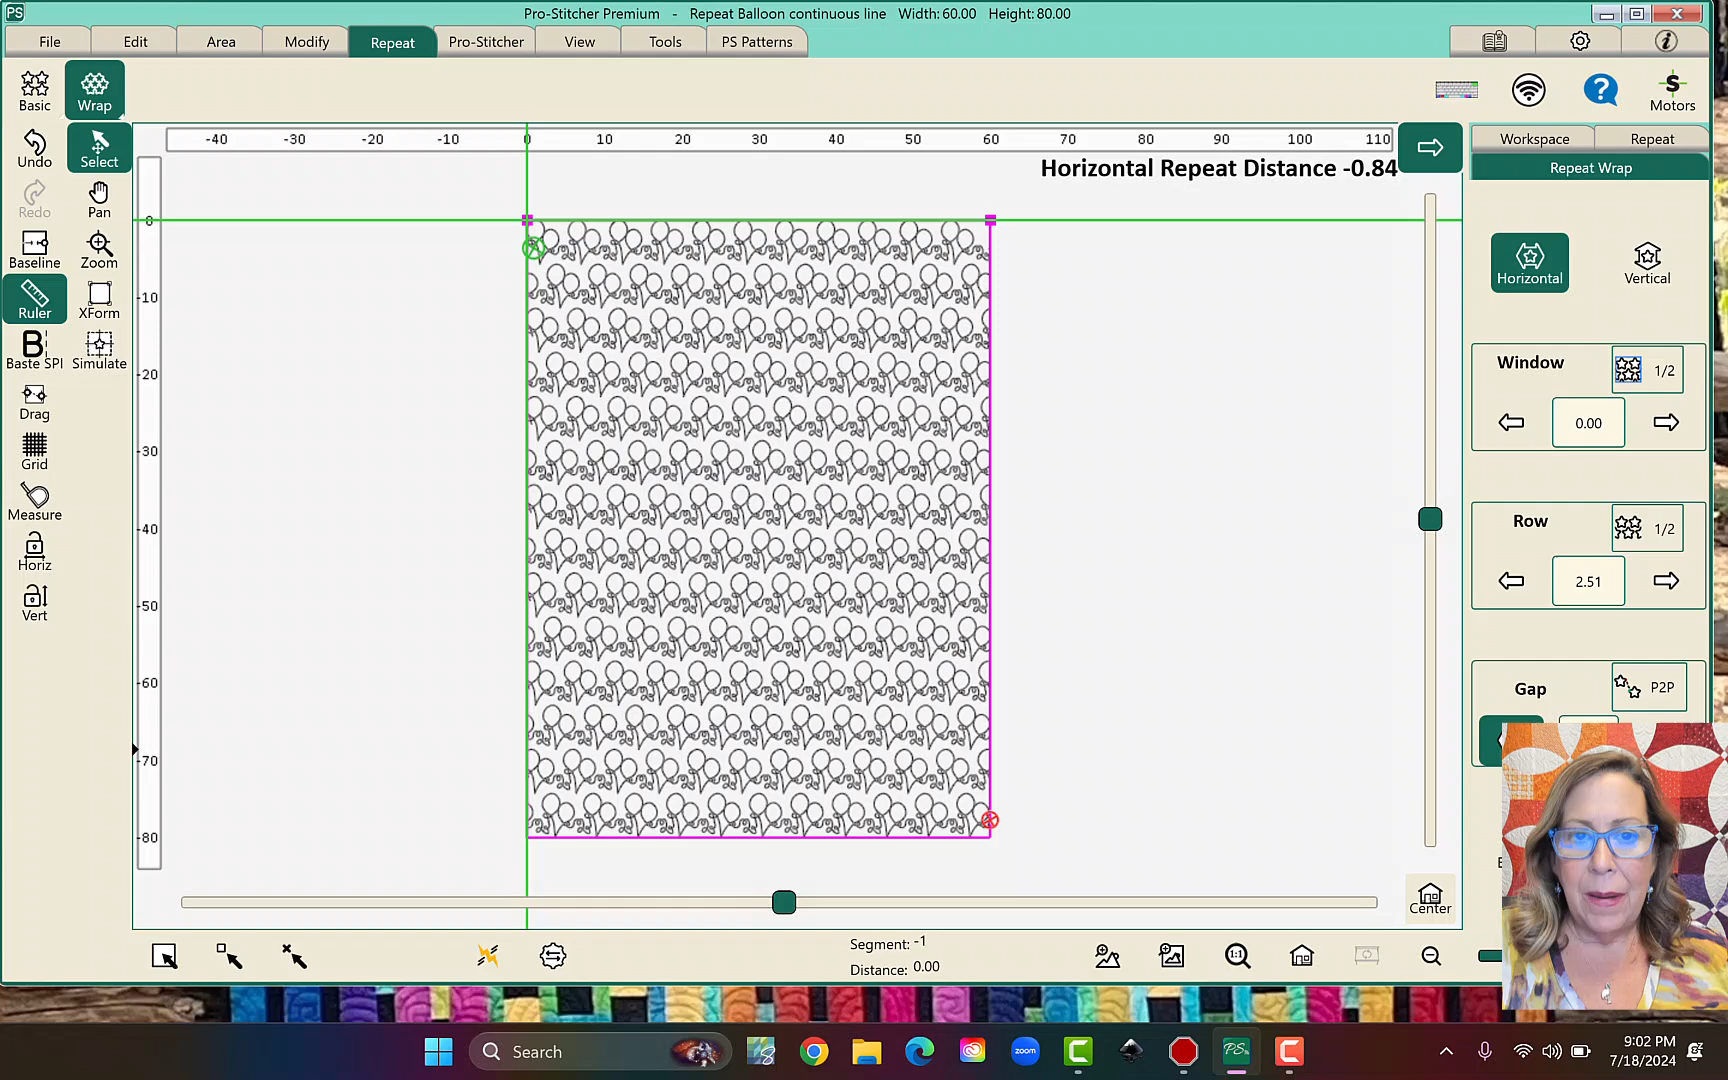 PS Pro-Stitcher Premium - Repeat Balloon continuous line Width: 60.00 Height: 80.00
File Edit Area Modify Repeat Pro-Stitcher View Tools PS Patterns
Basic Wrap Motors
Undo Select
Redo Pan
Baseline Zoom
Ruler XForm
Baste SPI Simulate
Drag
Grid
Measure
Horiz
Vert
-40 -30 -20 -10 0 10 20 30 40 50 60 70 80 90 100 110
Horizontal Repeat Distance -0.84
0
-10
-20
-30
-40
-50
-60
-70
-80
Workspace Repeat
Repeat Wrap
Horizontal Vertical
Window 1/2
0.00
Row 1/2
2.51
Gap P2P
Center
Segment: -1
Distance: 0.00
1:1
Search
zoom
PS
9:02 PM
7/18/2024